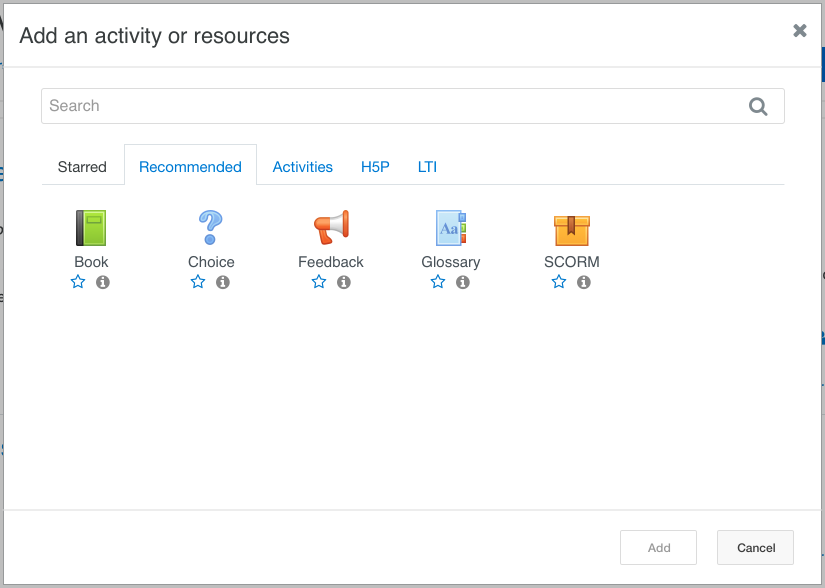 Add an activity or resources
Search
Starred Recommended Activities H5P LTI
Aa
Book Choice Feedback Glossary SCORM
Add Cancel